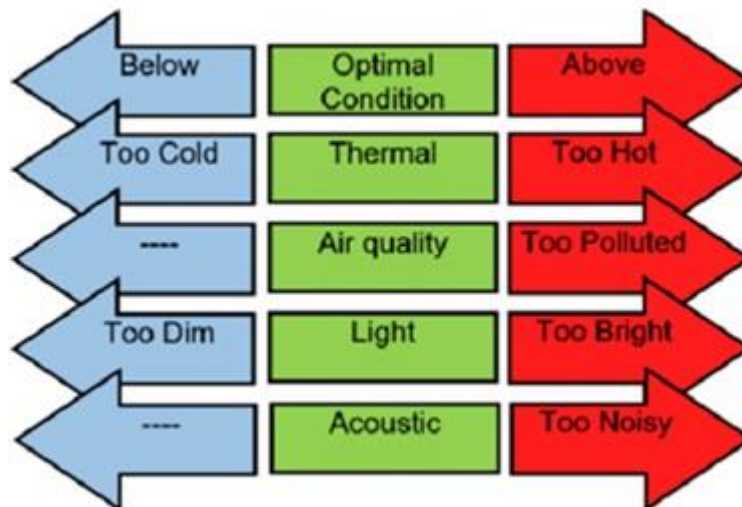 Below
Optimal
Condition
Above
Too Cold
Thermal
Too Hot
----
Air quality
Too Polluted
Too Dim
Light
Too Bright
----
Acoustic
Too Noisy